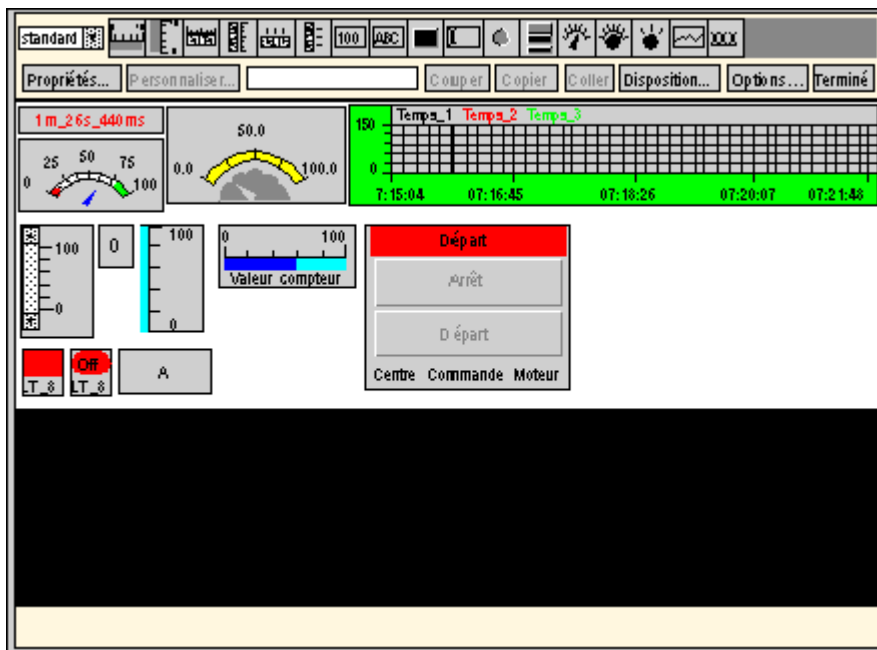 standard 100 ABC XXX
Propriétés... Personnaliser... Couper Copier Coller Disposition... Options... Terminé
1m_26s_440ms
0 25 50 75 100
0.0 50.0 100.0
Temps_1 Temps_2 Temps_3
150
0
7:15:04 07:16:45 07:18:26 07:20:07 07:21:48
100
0
0
100
0
0 100
Valeur compteur
Départ
Arrêt
Départ
Centre Commande Moteur
LT_8
Off
LT_8
A